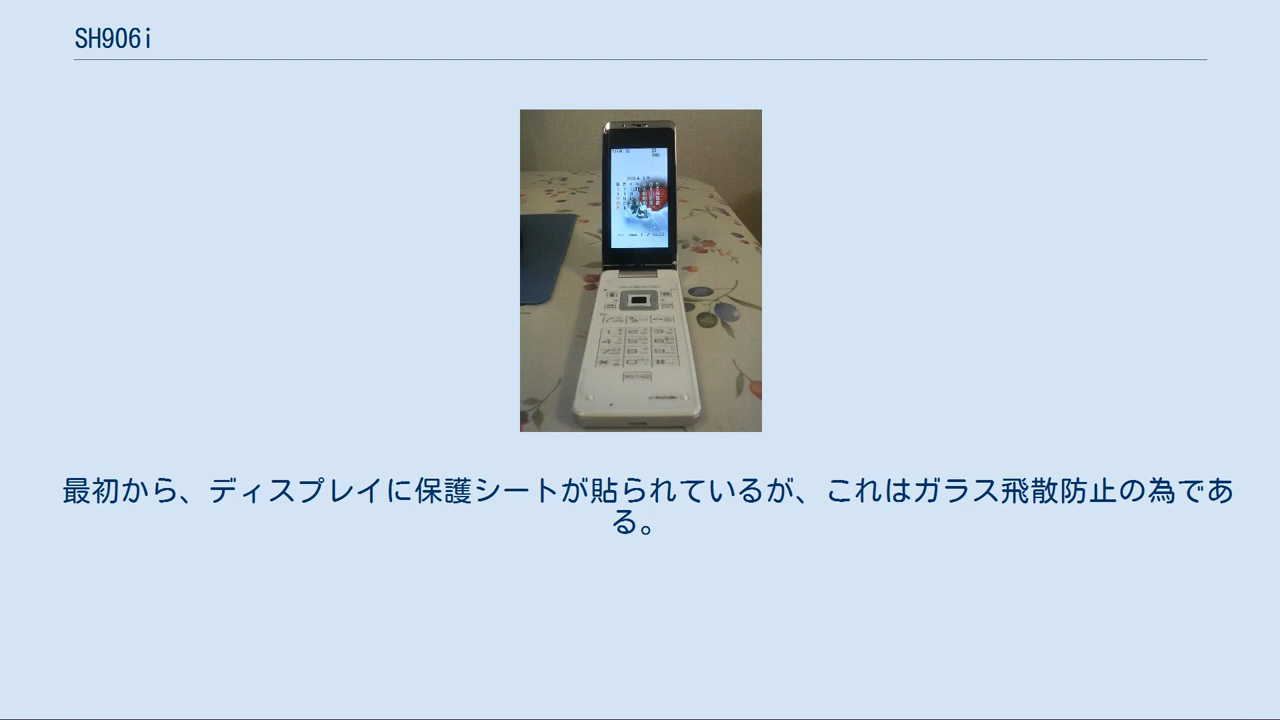 SH906i
最初から、ディスプレイに保護シートが貼られているが、これはガラス飛散防止の為であ
る。